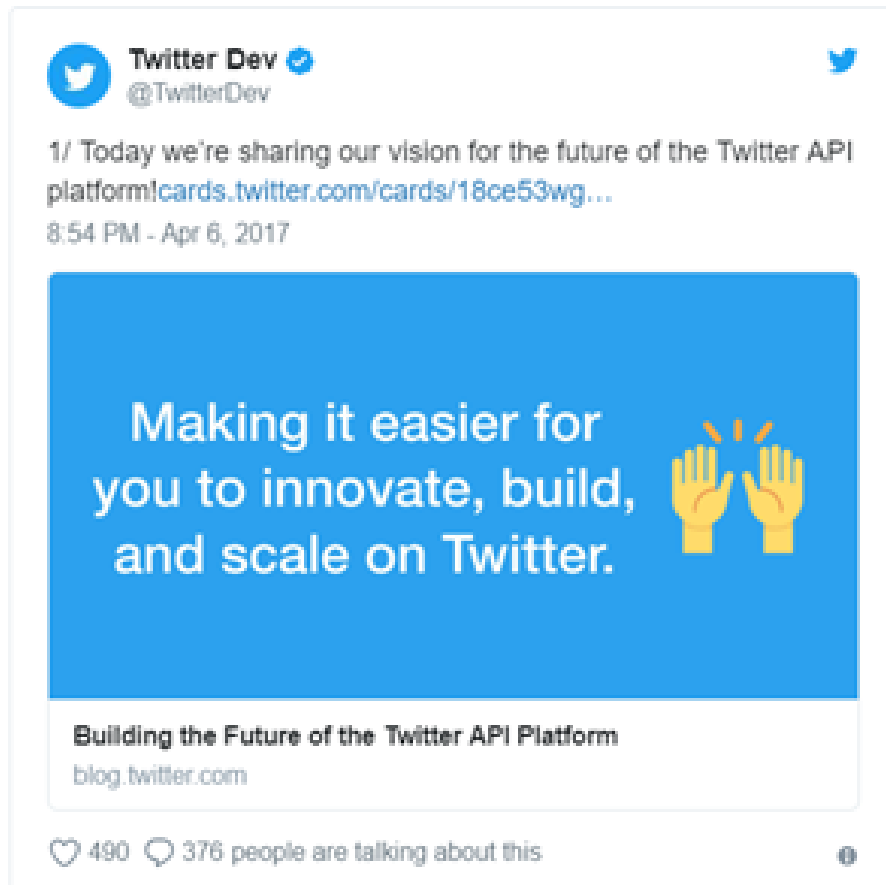 Twitter Dev
@TwitterDev
1/ Today we're sharing our vision for the future of the Twitter API
platform!cards.twitter.com/cards/18ce53wg…
8:54 PM - Apr 6, 2017
Making it easier for
you to innovate, build,
and scale on Twitter.
Building the Future of the Twitter API Platform
blog.twitter.com
490 376 people are talking about this